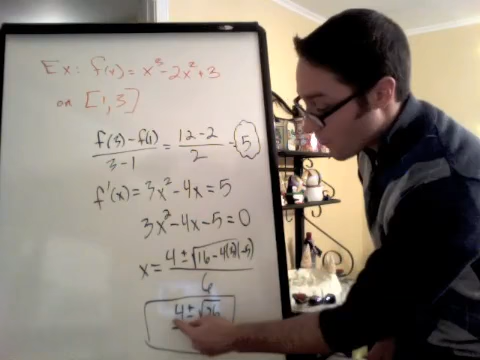 Ex: f(x) = x³ - 2x² + 3
on [1, 3]
f(3) - f(1) / 3 - 1 = 12 - 2 / 2 = 5
f'(x) = 3x² - 4x = 5
3x² - 4x - 5 = 0
x = 4 ± √16 - 4(3)(-5) / 6
4 ± √76